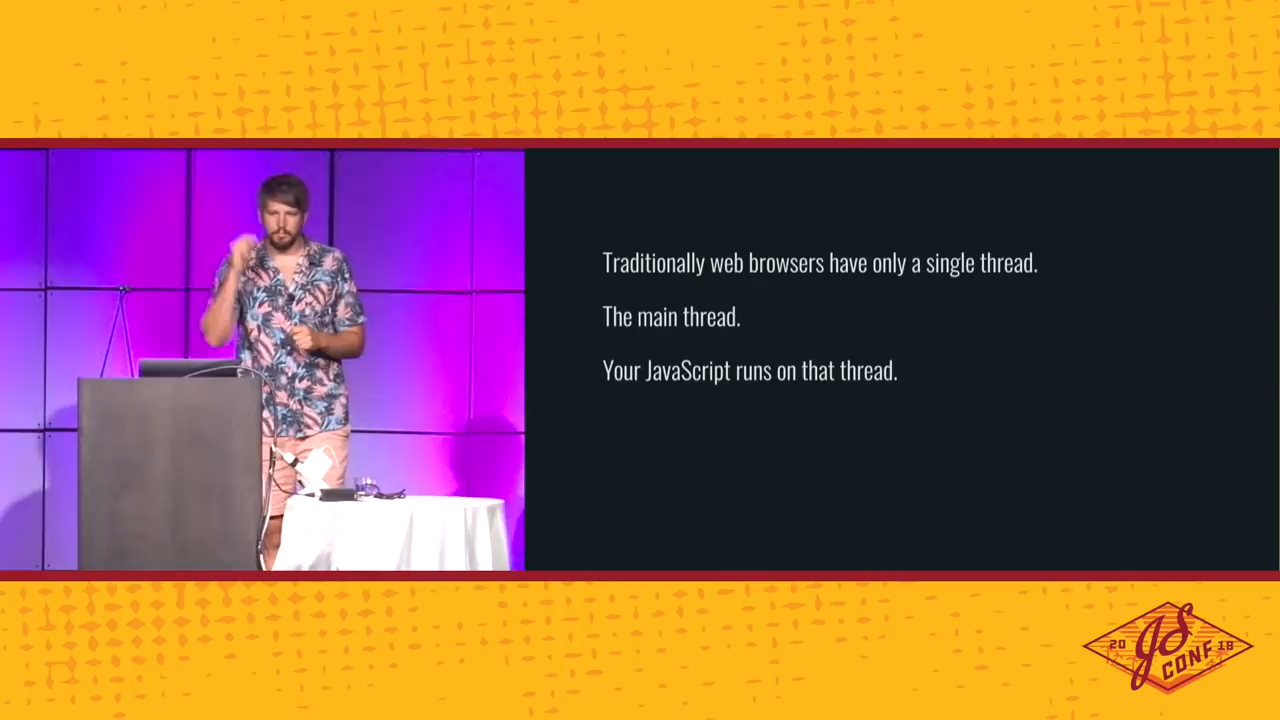 Traditionally web browsers have only a single thread.
The main thread.
Your JavaScript runs on that thread.
20 JS CONF 18